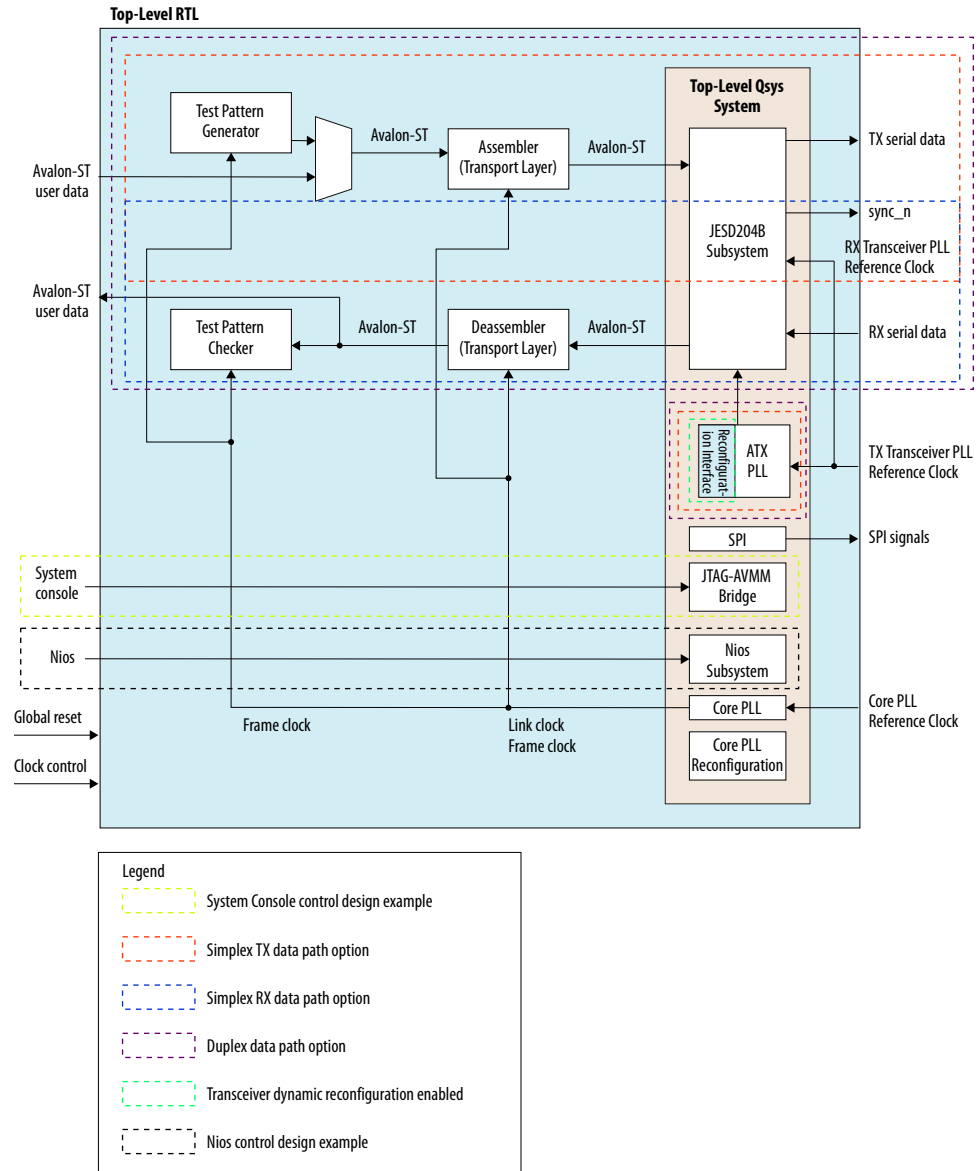 Top-Level RTL
Top-Level Qsys
System
Test Pattern
Generator
Avalon-ST
Assembler
(Transport Layer)
Avalon-ST
TX serial data
Avalon-ST
user data
sync_n
JESD204B
Subsystem
RX Transceiver PLL
Reference Clock
Avalon-ST
user data
Test Pattern
Checker
Avalon-ST
Deassembler
(Transport Layer)
Avalon-ST
RX serial data
Reconfigurat-
ion Interface
ATX
PLL
TX Transceiver PLL
Reference Clock
SPI
SPI signals
System
console
JTAG-AVMM
Bridge
Nios
Nios
Subsystem
Global reset
Frame clock
Link clock
Frame clock
Core PLL
Core PLL
Reference Clock
Clock control
Core PLL
Reconfiguration
Legend
System Console control design example
Simplex TX data path option
Simplex RX data path option
Duplex data path option
Transceiver dynamic reconfiguration enabled
Nios control design example